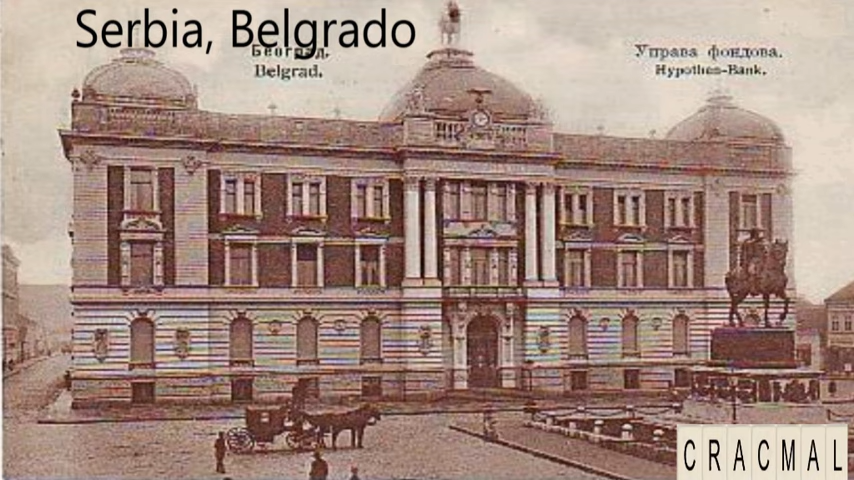 Serbia, Belgrado
Београд.
Belgrad.
Управа фондова.
Hypothen-Bank.
CRACMAL